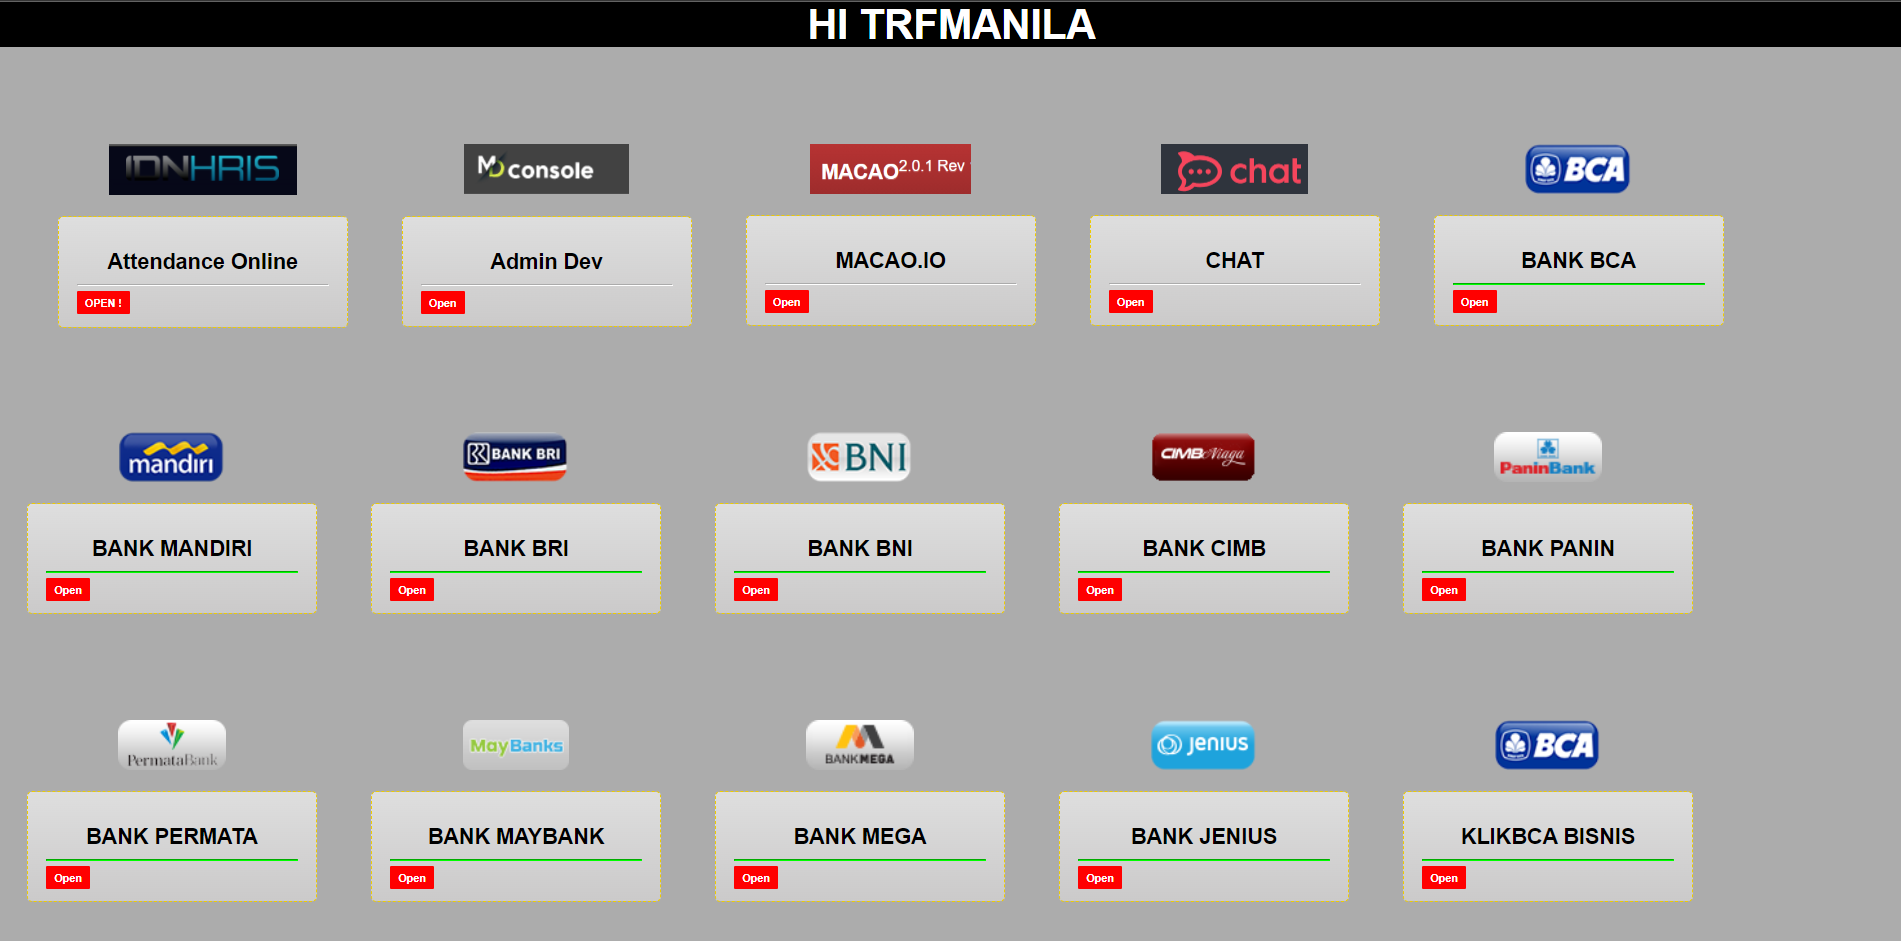 HI TRFMANILA
IDNHRIS
MD console
MACAO2.0.1 Rev
chat
BCA
Attendance Online
Admin Dev
MACAO.IO
CHAT
BANK BCA
OPEN !
Open
Open
Open
Open
mandiri
BANK BRI
BNI
CIMB Niaga
PaninBank
BANK MANDIRI
BANK BRI
BANK BNI
BANK CIMB
BANK PANIN
Open
Open
Open
Open
Open
PermataBank
MayBanks
BANKMEGA
Jenius
BCA
BANK PERMATA
BANK MAYBANK
BANK MEGA
BANK JENIUS
KLIKBCA BISNIS
Open
Open
Open
Open
Open